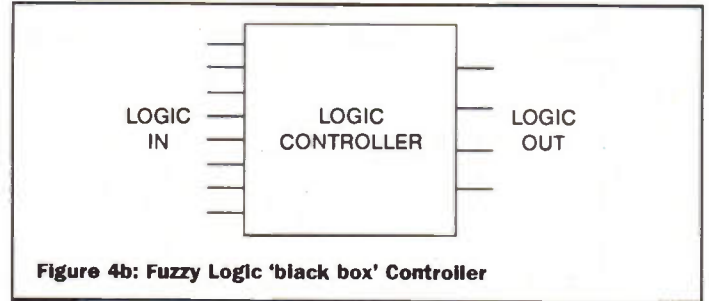 LOGIC
IN
LOGIC
CONTROLLER
LOGIC
OUT
Figure 4b: Fuzzy Logic 'black box' Controller